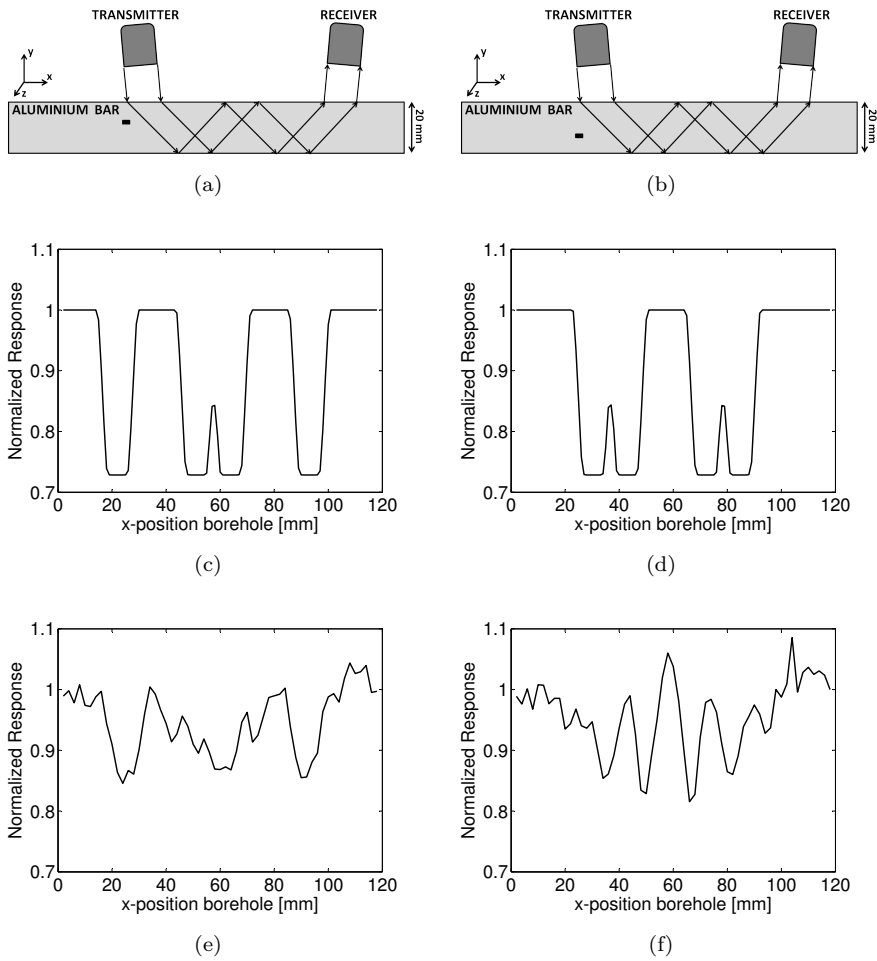 TRANSMITTER
RECEIVER
y
x
z
ALUMINIUM BAR
20 mm
(a)
TRANSMITTER
RECEIVER
y
x
z
ALUMINIUM BAR
20 mm
(b)
1.1
1
0.9
0.8
0.7
0 20 40 60 80 100 120
Normalized Response
x-position borehole [mm]
(c)
1.1
1
0.9
0.8
0.7
0 20 40 60 80 100 120
Normalized Response
x-position borehole [mm]
(d)
1.1
1
0.9
0.8
0.7
0 20 40 60 80 100 120
Normalized Response
x-position borehole [mm]
(e)
1.1
1
0.9
0.8
0.7
0 20 40 60 80 100 120
Normalized Response
x-position borehole [mm]
(f)